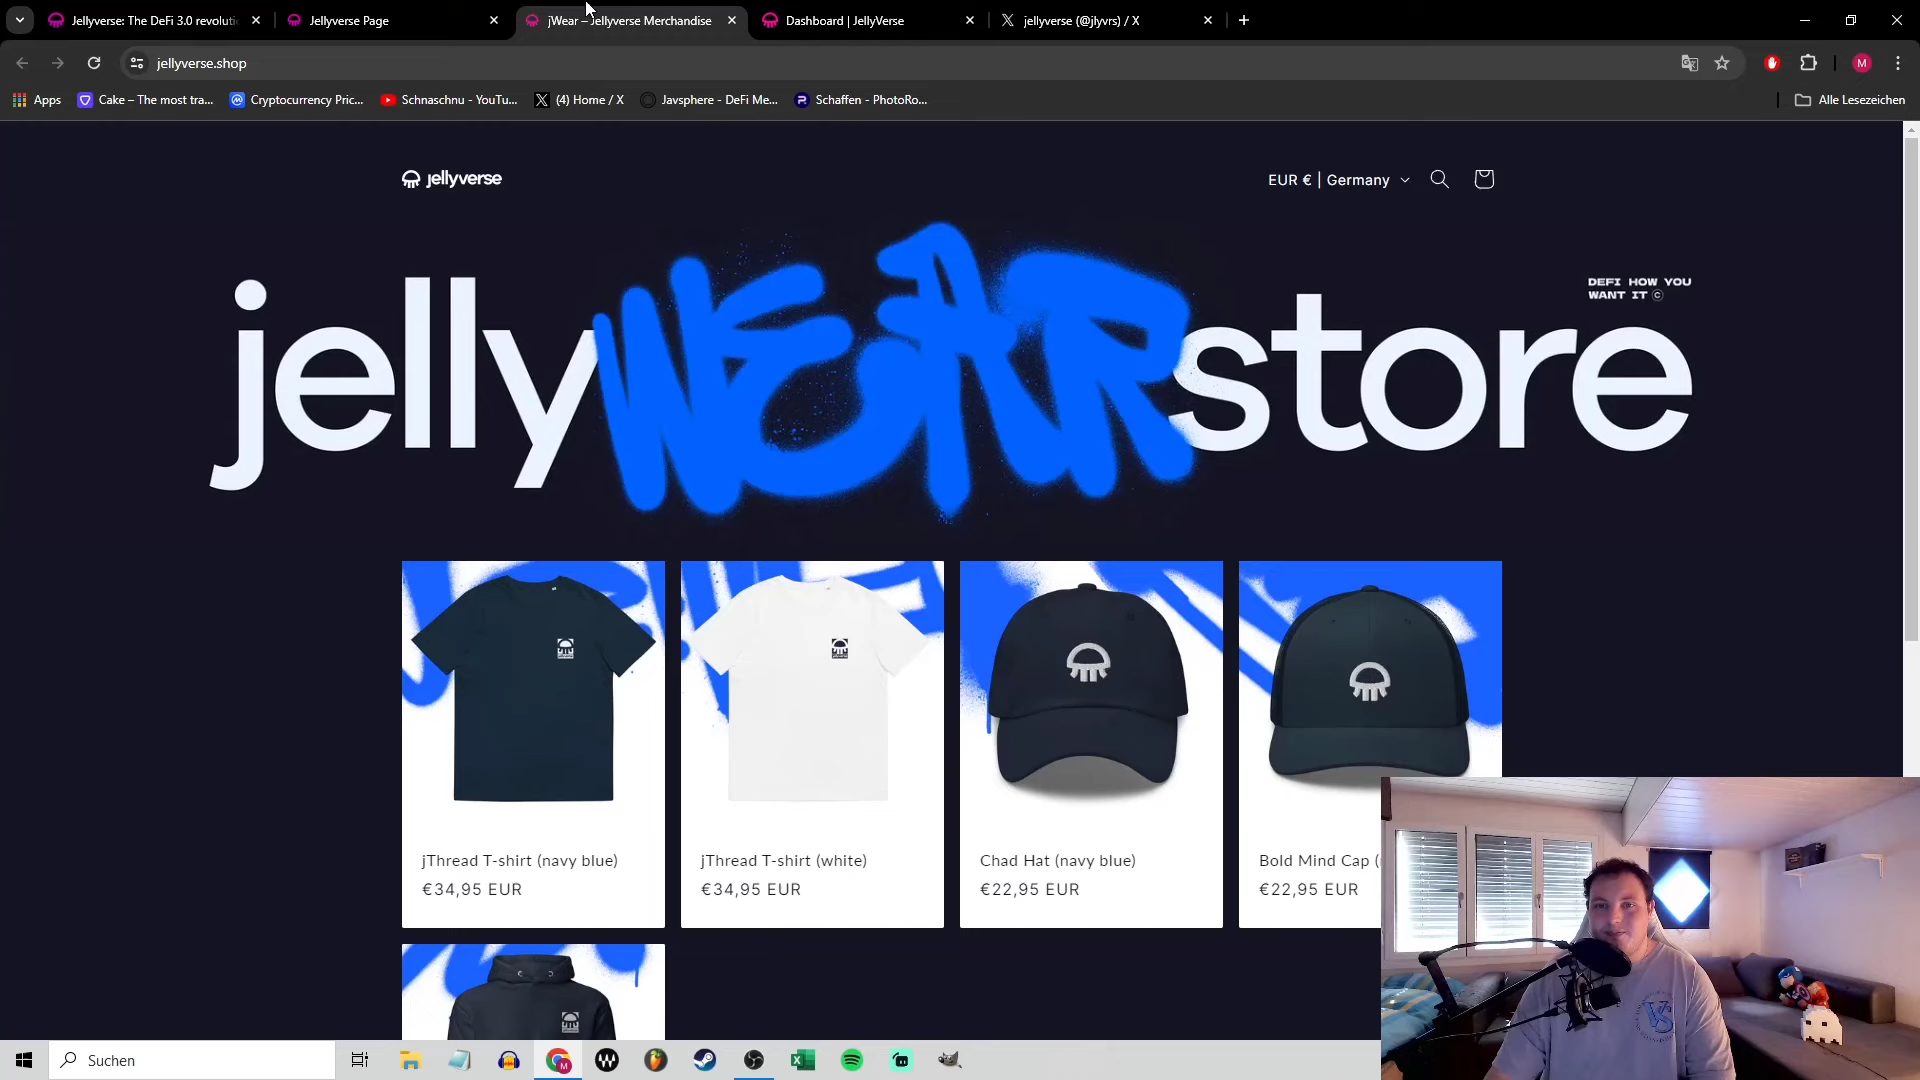 Jellyverse: The DeFi 3.0 revoluti
Jellyverse Page
jWear – Jellyverse Merchandise
Dashboard | JellyVerse
jellyverse (@jlyvrs) / X
jellyverse.shop
M
Apps
Cake – The most tra...
Cryptocurrency Pric...
Schnaschnu - YouTu...
(4) Home / X
Javsphere - DeFi Me...
Schaffen - PhotoRo...
Alle Lesezeichen
jellyverse
EUR € | Germany
jelly WEAR store
DEFI HOW YOU
WANT IT ©
jThread T-shirt (navy blue)
€34,95 EUR
jThread T-shirt (white)
€34,95 EUR
Chad Hat (navy blue)
€22,95 EUR
Bold Mind Cap (
€22,95 EUR
Suchen